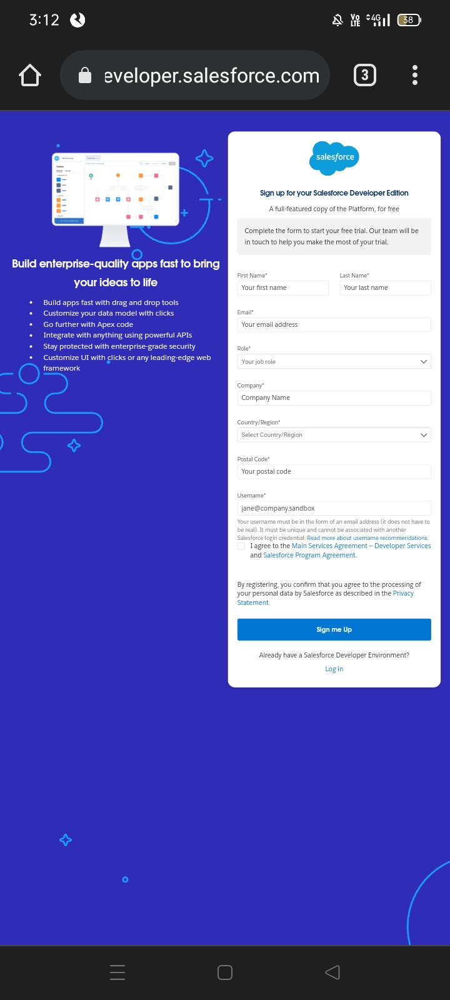 3:12
Vo LTE 4G 38
eveloper.salesforce.com
3
salesforce
Sign up for your Salesforce Developer Edition
A full-featured copy of the Platform, for free
Complete the form to start your free trial. Our team will be
in touch to help you make the most of your trial.
Build enterprise-quality apps fast to bring
your ideas to life
Build apps fast with drag and drop tools
Customize your data model with clicks
Go further with Apex code
Integrate with anything using powerful APIs
Stay protected with enterprise-grade security
Customize UI with clicks or any leading-edge web
framework
First Name* Last Name*
Your first name Your last name
Email*
Your email address
Role*
Your job role
Company*
Company Name
Country/Region*
Select Country/Region
Postal Code*
Your postal code
Username*
jane@company.sandbox
Your username must be in the form of an email address (it does not have to
be real). It must be unique and cannot be associated with another
Salesforce login credential. Read more about username recommendations.
I agree to the Main Services Agreement – Developer Services
and Salesforce Program Agreement.
By registering, you confirm that you agree to the processing of
your personal data by Salesforce as described in the Privacy
Statement.
Sign me Up
Already have a Salesforce Developer Environment?
Log in